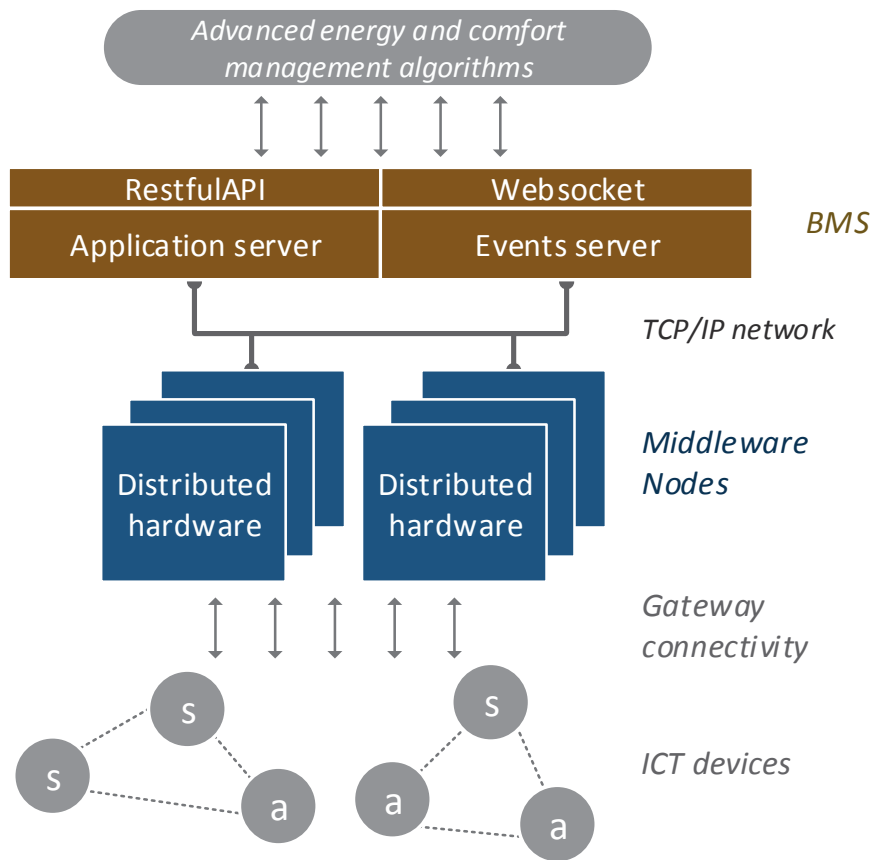 Advanced energy and comfort
management algorithms
RestfulAPI
Websocket
Application server
Events server
BMS
TCP/IP network
Distributed
hardware
Distributed
hardware
Middleware
Nodes
Gateway
connectivity
s
s
a
s
a
a
ICT devices